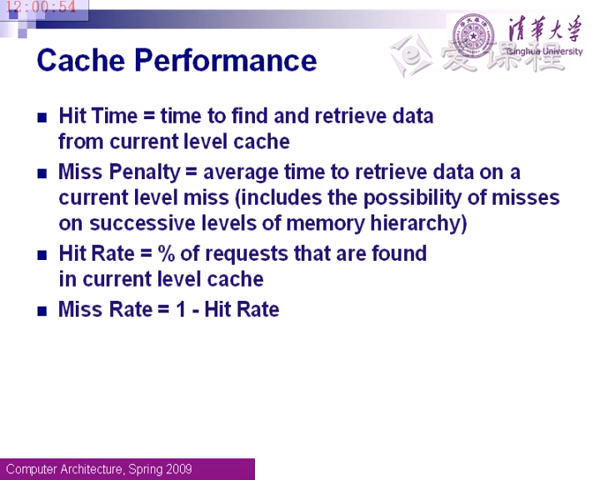 12:00:54
清华大学
Tsinghua University
爱课程
Cache Performance
Hit Time = time to find and retrieve data
from current level cache
Miss Penalty = average time to retrieve data on a
current level miss (includes the possibility of misses
on successive levels of memory hierarchy)
Hit Rate = % of requests that are found
in current level cache
Miss Rate = 1 - Hit Rate
Computer Architecture, Spring 2009